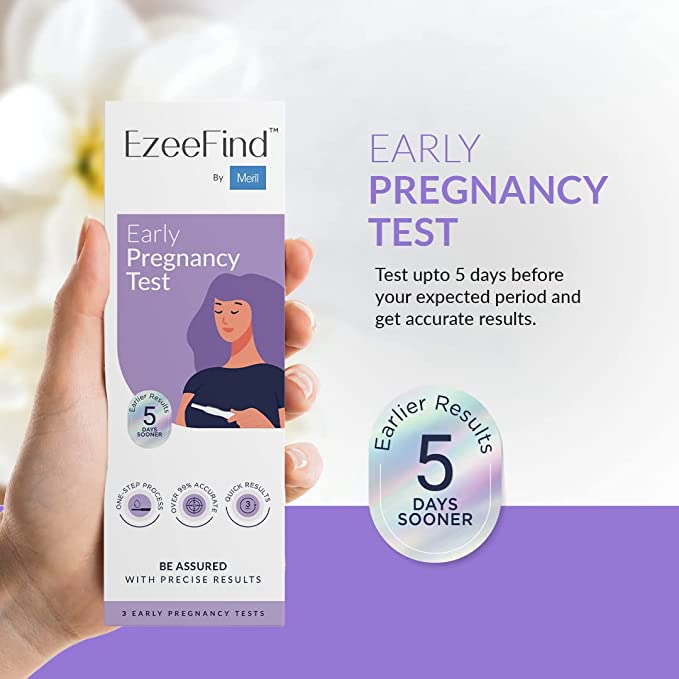 EzeeFind™
By Meril
Early
Pregnancy
Test
Earlier Results
5
DAYS
SOONER
ONE-STEP PROCESS
OVER 99% ACCURATE
QUICK RESULTS
3
BE ASSURED
WITH PRECISE RESULTS
3 EARLY PREGNANCY TESTS
EARLY
PREGNANCY
TEST
Test upto 5 days before
your expected period and
get accurate results.
Earlier Results
5
DAYS
SOONER